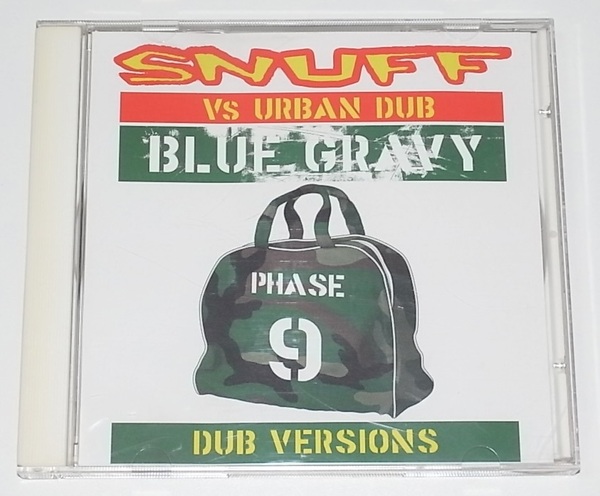 SNUFF
Vs URBAN DUB
BLUE GRAVY
PHASE
9
DUB VERSIONS